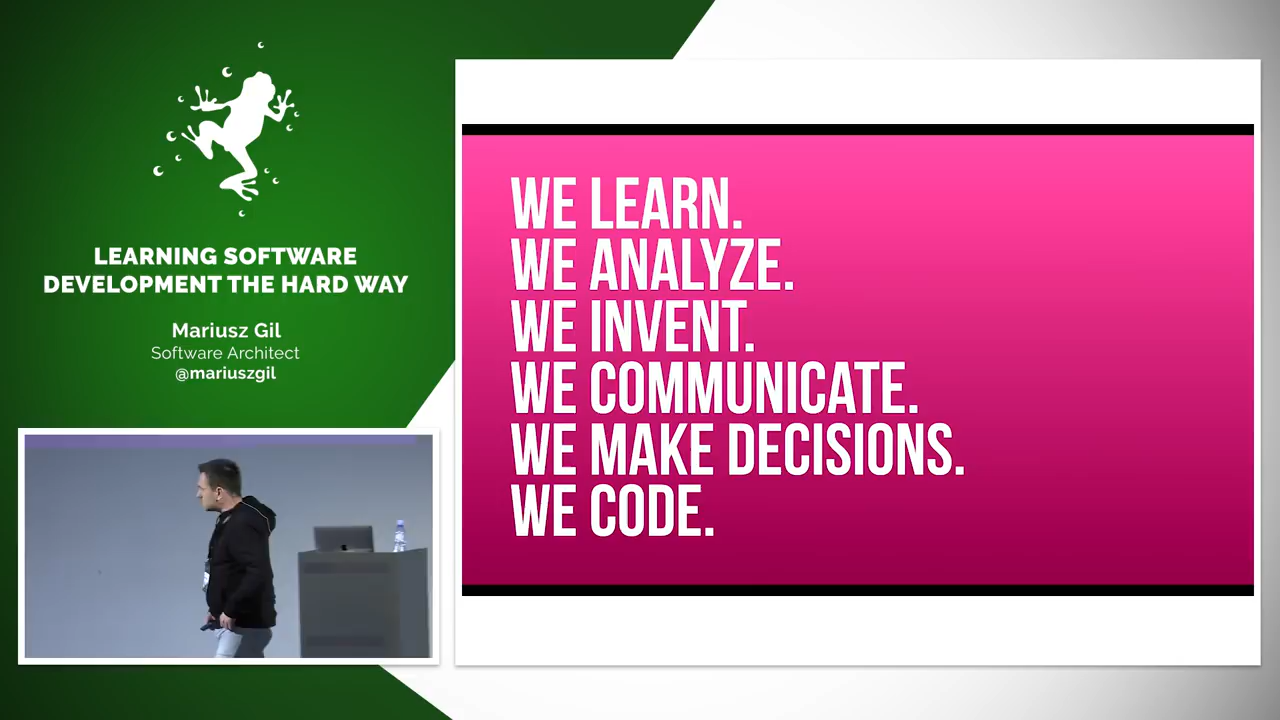 LEARNING SOFTWARE
DEVELOPMENT THE HARD WAY
Mariusz Gil
Software Architect
@mariuszgil
WE LEARN.
WE ANALYZE.
WE INVENT.
WE COMMUNICATE.
WE MAKE DECISIONS.
WE CODE.